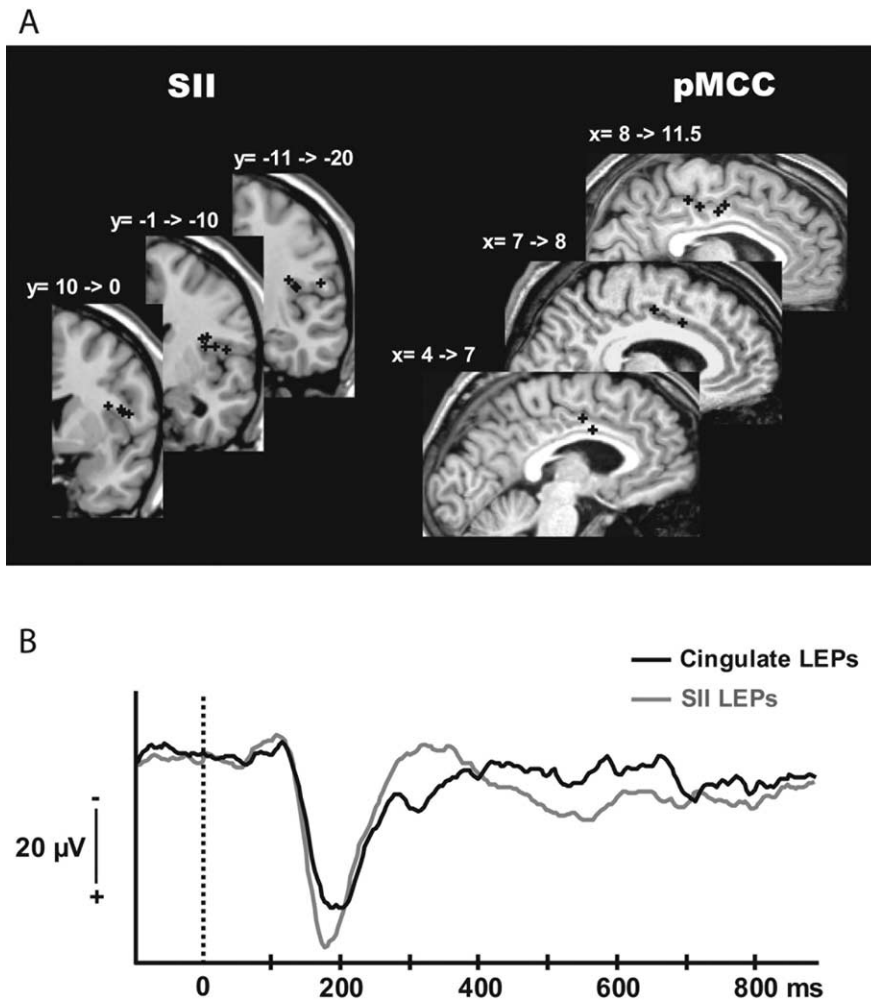 A
SII
pMCC
y= -11 -> -20
y= -1 -> -10
y= 10 -> 0
x= 8 -> 11.5
x= 7 -> 8
x= 4 -> 7
B
Cingulate LEPs
SII LEPs
-
20 µV
+
0 200 400 600 800 ms